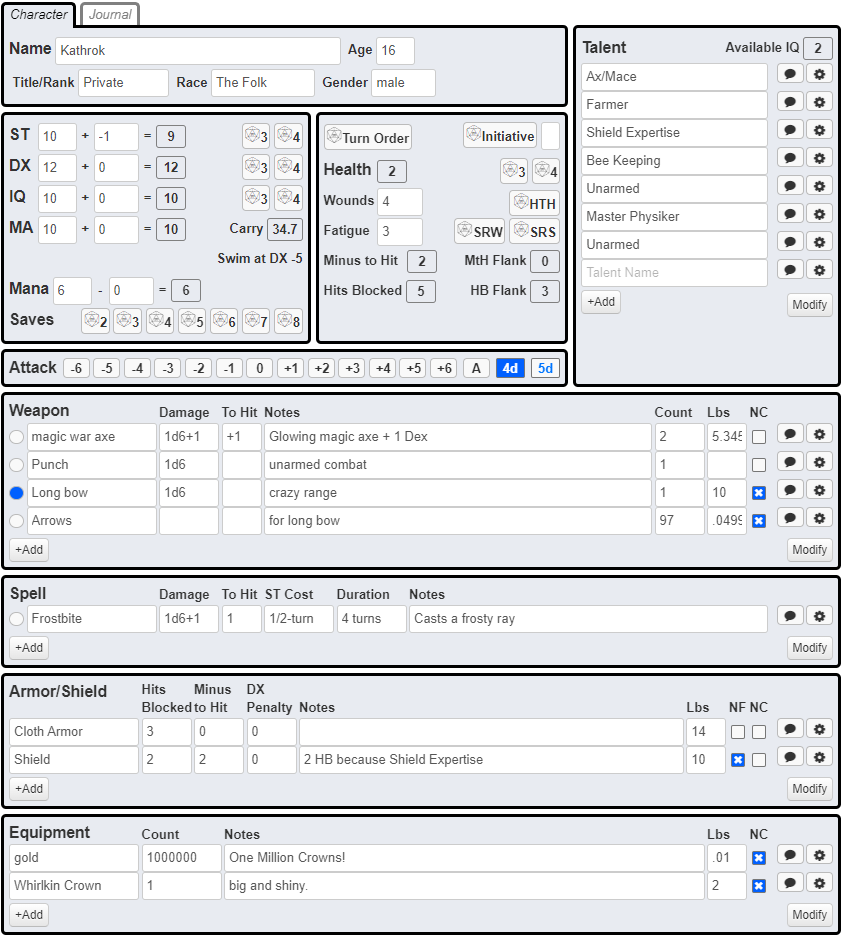 Character Journal
Name Kathrok Age 16
Title/Rank Private Race The Folk Gender male
Talent Available IQ 2
Ax/Mace
Farmer
Shield Expertise
Bee Keeping
Unarmed
Master Physiker
Unarmed
Talent Name
+Add Modify
ST 10 + -1 = 9 3 4
DX 12 + 0 = 12 3 4
IQ 10 + 0 = 10 3 4
MA 10 + 0 = 10 Carry 34.7
Swim at DX -5
Mana 6 - 0 = 6
Saves 2 3 4 5 6 7 8
Turn Order Initiative
Health 2 3 4
Wounds 4 HTH
Fatigue 3 SRW SRS
Minus to Hit 2 MtH Flank 0
Hits Blocked 5 HB Flank 3
Attack -6 -5 -4 -3 -2 -1 0 +1 +2 +3 +4 +5 +6 A 4d 5d
Weapon Damage To Hit Notes Count Lbs NC
magic war axe 1d6+1 +1 Glowing magic axe + 1 Dex 2 5.345
Punch 1d6 unarmed combat 1
Long bow 1d6 crazy range 1 10
Arrows for long bow 97 .0499
+Add Modify
Spell Damage To Hit ST Cost Duration Notes
Frostbite 1d6+1 1 1/2-turn 4 turns Casts a frosty ray
+Add Modify
Armor/Shield Hits Blocked Minus to Hit DX Penalty Notes Lbs NF NC
Cloth Armor 3 0 0 14
Shield 2 2 0 2 HB because Shield Expertise 10
+Add Modify
Equipment Count Notes Lbs NC
gold 1000000 One Million Crowns! .01
Whirlkin Crown 1 big and shiny. 2
+Add Modify